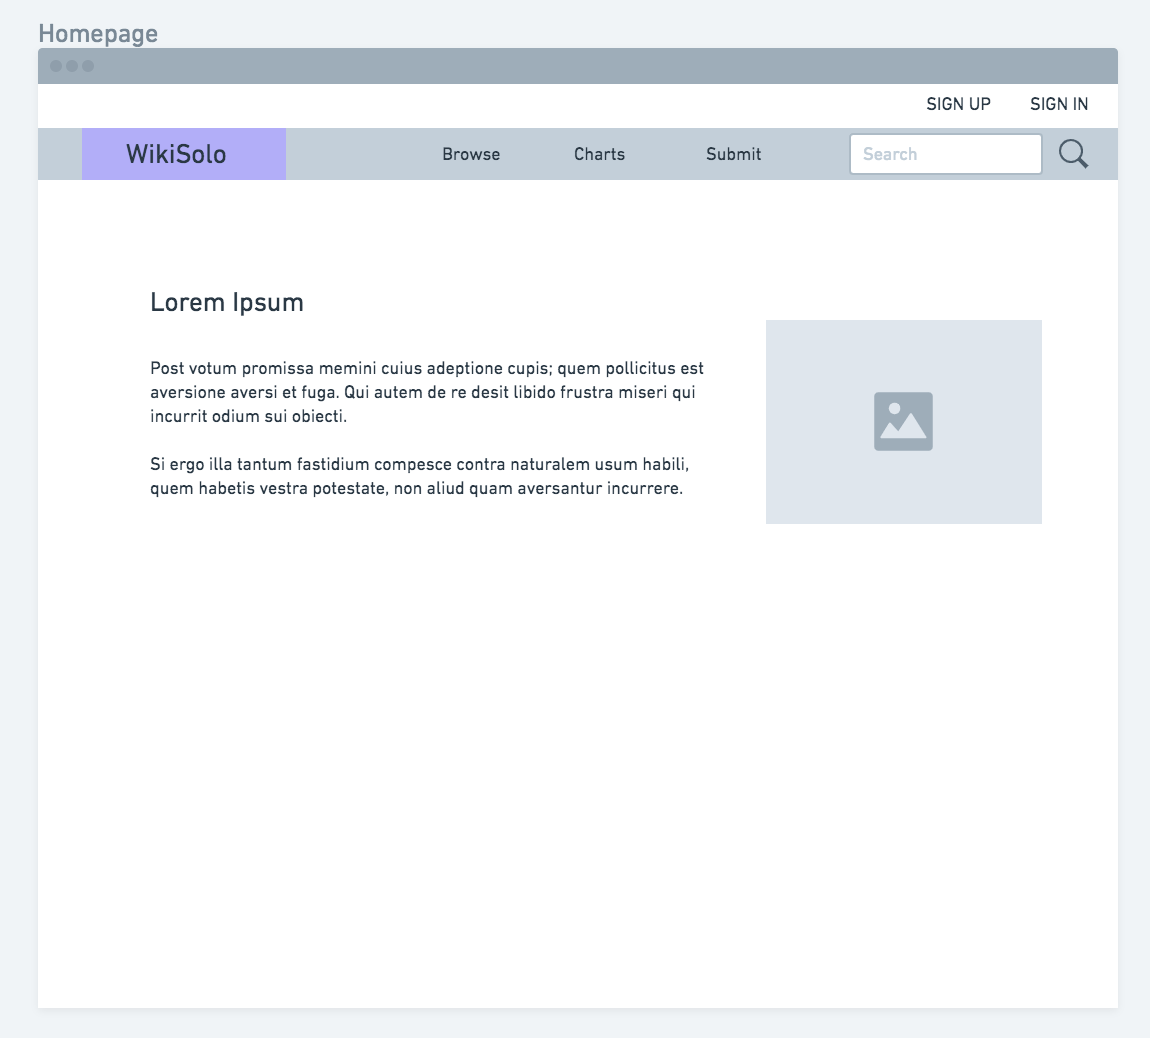 Homepage
SIGN UP SIGN IN
WikiSolo Browse Charts Submit Search
Lorem Ipsum
Post votum promissa memini cuius adeptione cupis; quem pollicitus est
aversione aversi et fuga. Qui autem de re desit libido frustra miseri qui
incurrit odium sui obiecti.
Si ergo illa tantum fastidium compesce contra naturalem usum habili,
quem habetis vestra potestate, non aliud quam aversantur incurrere.